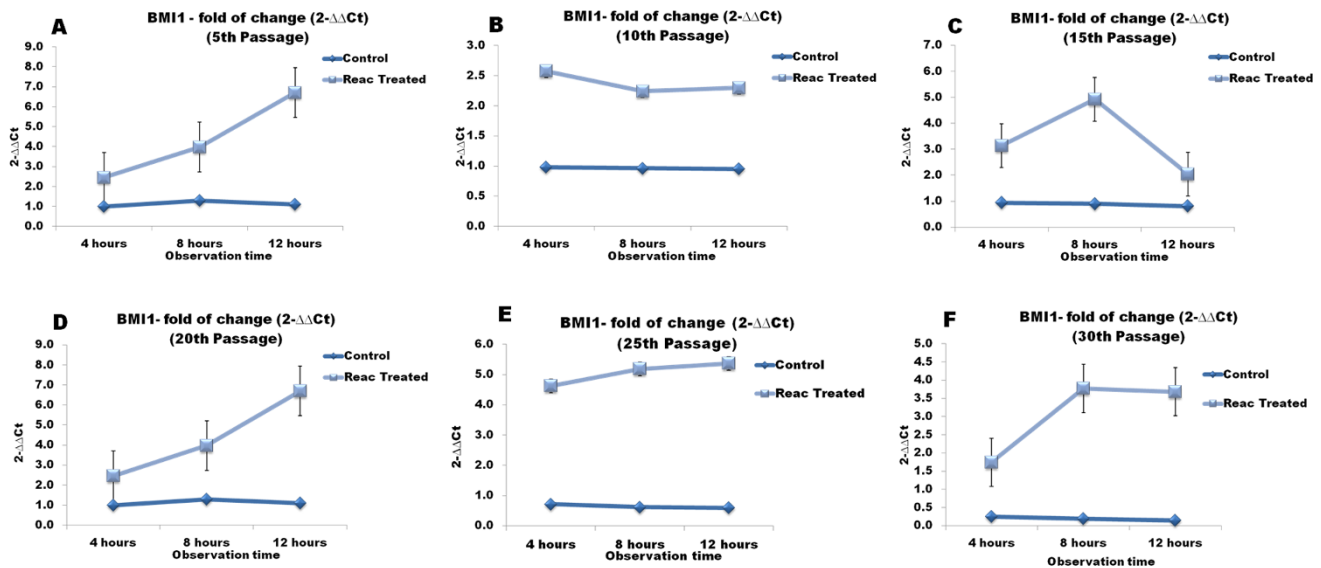 A
BMI1 - fold of change (2-ΔΔCt)
(5th Passage)
9.0
8.0
7.0
6.0
5.0
4.0
3.0
2.0
1.0
0.0
2-ΔΔCt
4 hours 8 hours 12 hours
Observation time
Control
Reac Treated
B
BMI1- fold of change (2-ΔΔCt)
(10th Passage)
3.0
2.5
2.0
1.5
1.0
0.5
0.0
2-ΔΔCt
4 hours 8 hours 12 hours
Observation time
Control
Reac Treated
C
BMI1- fold of change (2-ΔΔCt)
(15th Passage)
7.0
6.0
5.0
4.0
3.0
2.0
1.0
0.0
2-ΔΔCt
4 hours 8 hours 12 hours
Observation time
Control
Reac Treated
D
BMI1- fold of change (2-ΔΔCt)
(20th Passage)
9.0
8.0
7.0
6.0
5.0
4.0
3.0
2.0
1.0
0.0
2-ΔΔCt
4 hours 8 hours 12 hours
Observation time
Control
Reac Treated
E
BMI1- fold of change (2-ΔΔCt)
(25th Passage)
6.0
5.0
4.0
3.0
2.0
1.0
0.0
2-ΔΔCt
4 hours 8 hours 12 hours
Observation time
Control
Reac Treated
F
BMI1- fold of change (2-ΔΔCt)
(30th Passage)
5.0
4.5
4.0
3.5
3.0
2.5
2.0
1.5
1.0
0.5
0.0
2-ΔΔCt
4 hours 8 hours 12 hours
Observation time
Control
Reac Treated